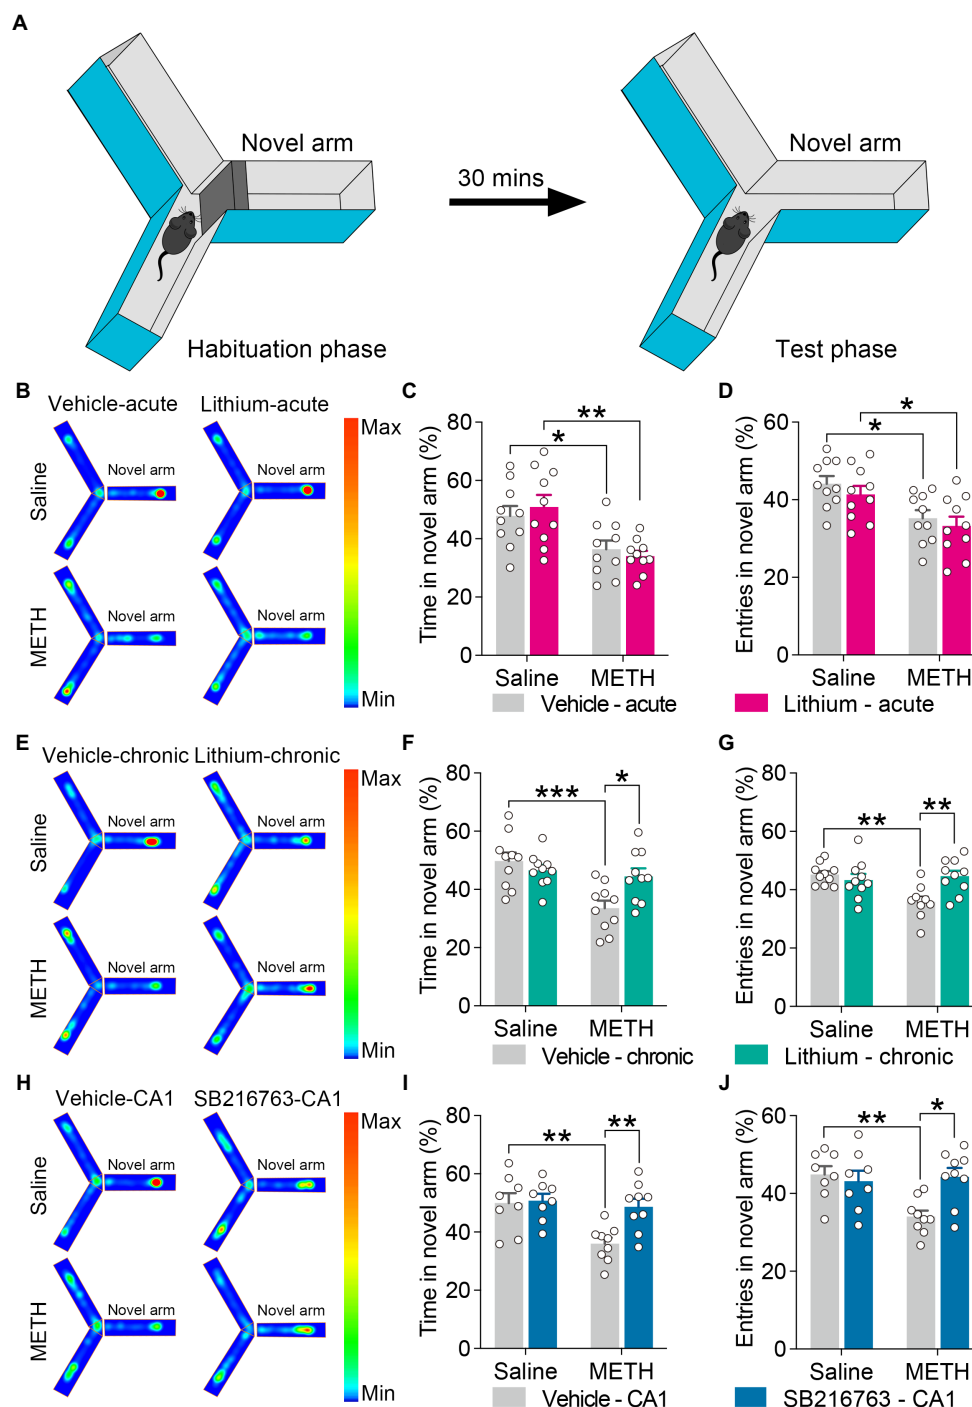 A
Novel arm
30 mins
Novel arm
Habituation phase
Test phase
B
Vehicle-acute
Lithium-acute
Saline
Novel arm
Novel arm
METH
Novel arm
Novel arm
Max
Min
C
Time in novel arm (%)
80
60
40
20
0
*
**
Saline
METH
Vehicle - acute
D
Entries in novel arm (%)
60
40
20
0
*
*
Saline
METH
Lithium - acute
E
Vehicle-chronic
Lithium-chronic
Saline
Novel arm
Novel arm
METH
Novel arm
Novel arm
Max
Min
F
Time in novel arm (%)
80
60
40
20
0
***
*
Saline
METH
Vehicle - chronic
G
Entries in novel arm (%)
80
60
40
20
0
**
**
Saline
METH
Lithium - chronic
H
Vehicle-CA1
SB216763-CA1
Saline
Novel arm
Novel arm
METH
Novel arm
Novel arm
Max
Min
I
Time in novel arm (%)
80
60
40
20
0
**
**
Saline
METH
Vehicle - CA1
J
Entries in novel arm (%)
60
40
20
0
**
*
Saline
METH
SB216763 - CA1